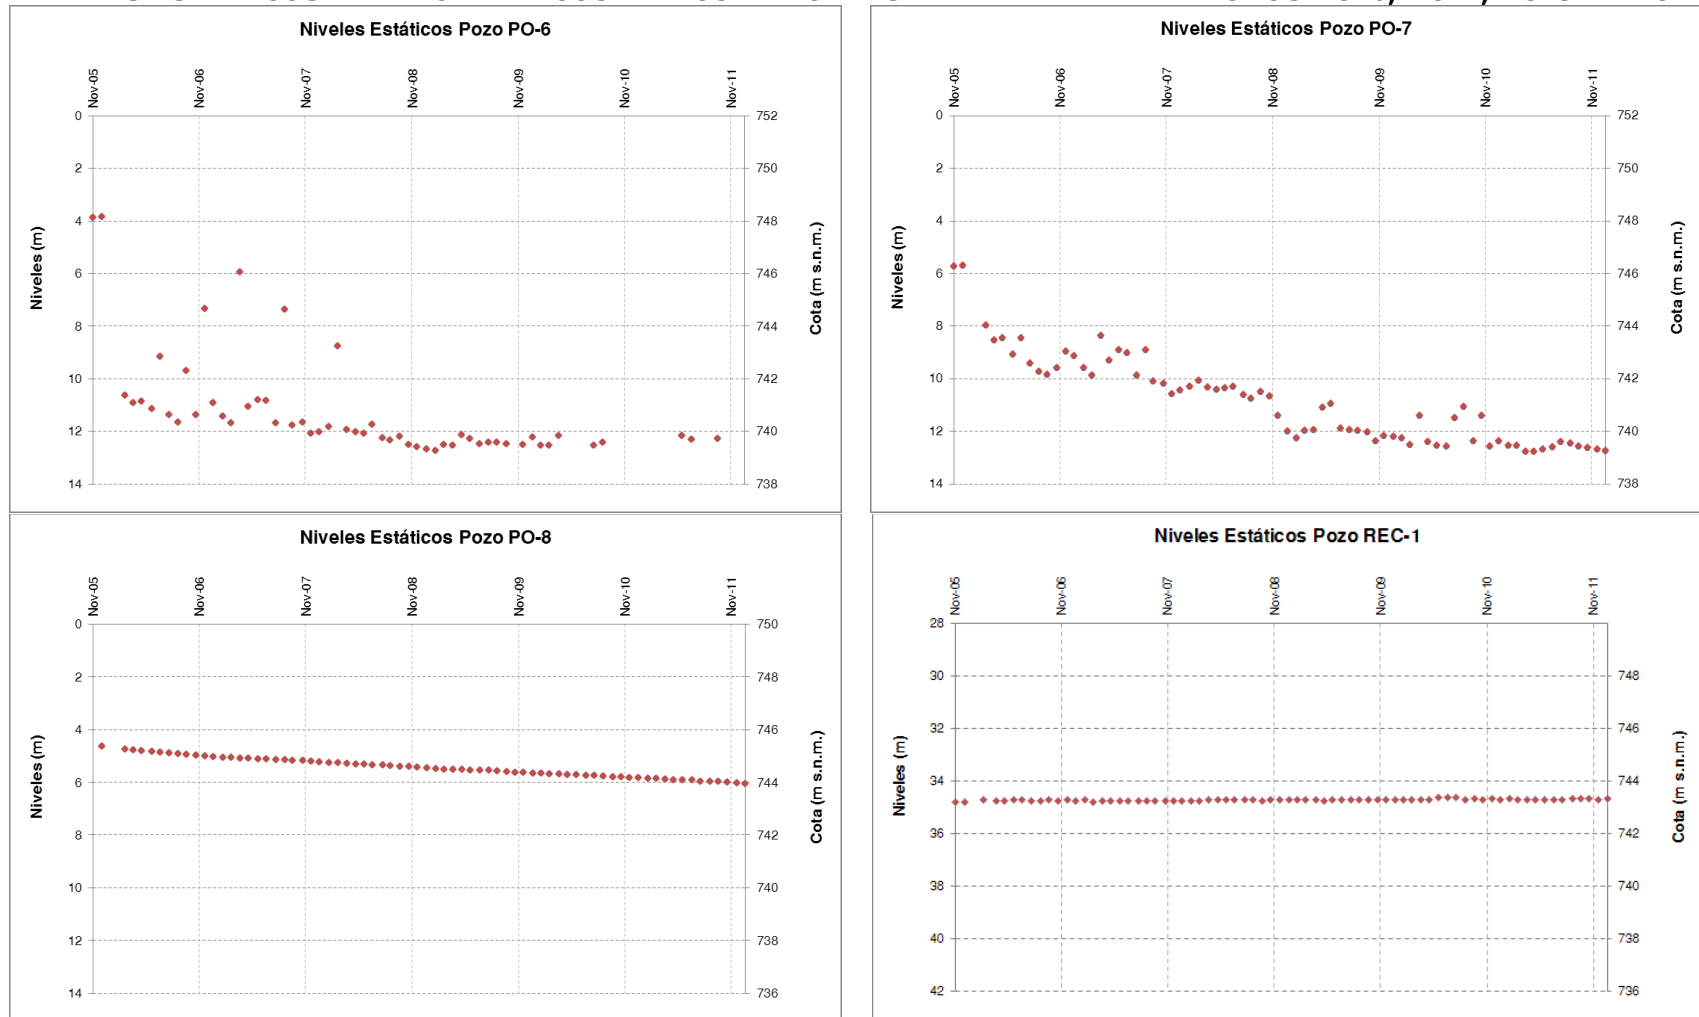 Niveles Estáticos Pozo PO-6
Nov-05 Nov-06 Nov-07 Nov-08 Nov-09 Nov-10 Nov-11
0 752
2 750
4 748
6 746
8 744
10 742
12 740
14 738
Niveles (m)
Cota (m s.n.m.)
Niveles Estáticos Pozo PO-7
Nov-05 Nov-06 Nov-07 Nov-08 Nov-09 Nov-10 Nov-11
0 752
2 750
4 748
6 746
8 744
10 742
12 740
14 738
Niveles (m)
Cota (m s.n.m.)
Niveles Estáticos Pozo PO-8
Nov-05 Nov-06 Nov-07 Nov-08 Nov-09 Nov-10 Nov-11
0 750
2 748
4 746
6 744
8 742
10 740
12 738
14 736
Niveles (m)
Cota (m s.n.m.)
Niveles Estáticos Pozo REC-1
Nov-05 Nov-06 Nov-07 Nov-08 Nov-09 Nov-10 Nov-11
28
30 748
32 746
34 744
36 742
38 740
40 738
42 736
Niveles (m)
Cota (m s.n.m.)